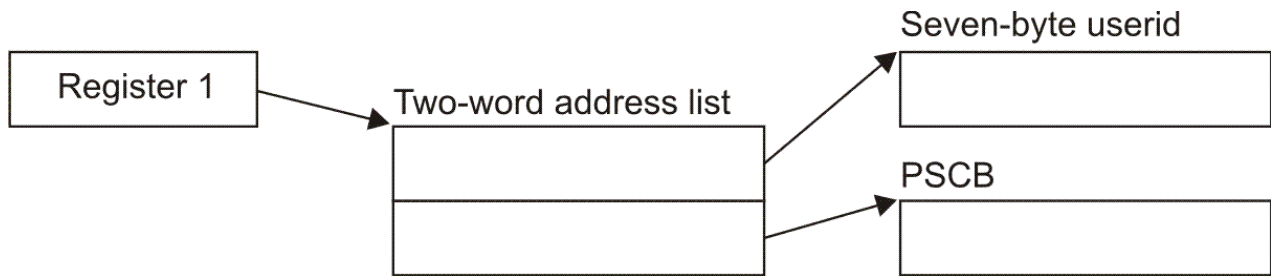 Seven-byte userid
Register 1
Two-word address list
PSCB